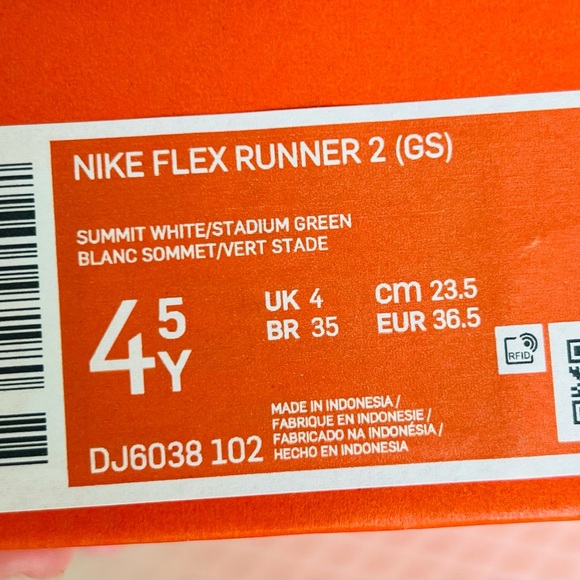 NIKE FLEX RUNNER 2 (GS)
SUMMIT WHITE/STADIUM GREEN
BLANC SOMMET/VERT STADE
4 5 Y
UK 4 cm 23.5
BR 35 EUR 36.5
RFID
MADE IN INDONESIA /
FABRIQUE EN INDONESIE /
FABRICADO NA INDONÉSIA /
HECHO EN INDONESIA
DJ6038 102